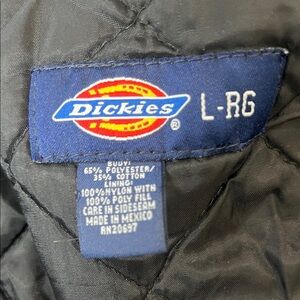 Dickies®
L-RG
BODY:
65% POLYESTER/
35% COTTON
LINING:
100%NYLON WITH
100% POLY FILL
CARE IN SIDESEAM
MADE IN MEXICO
RN20697